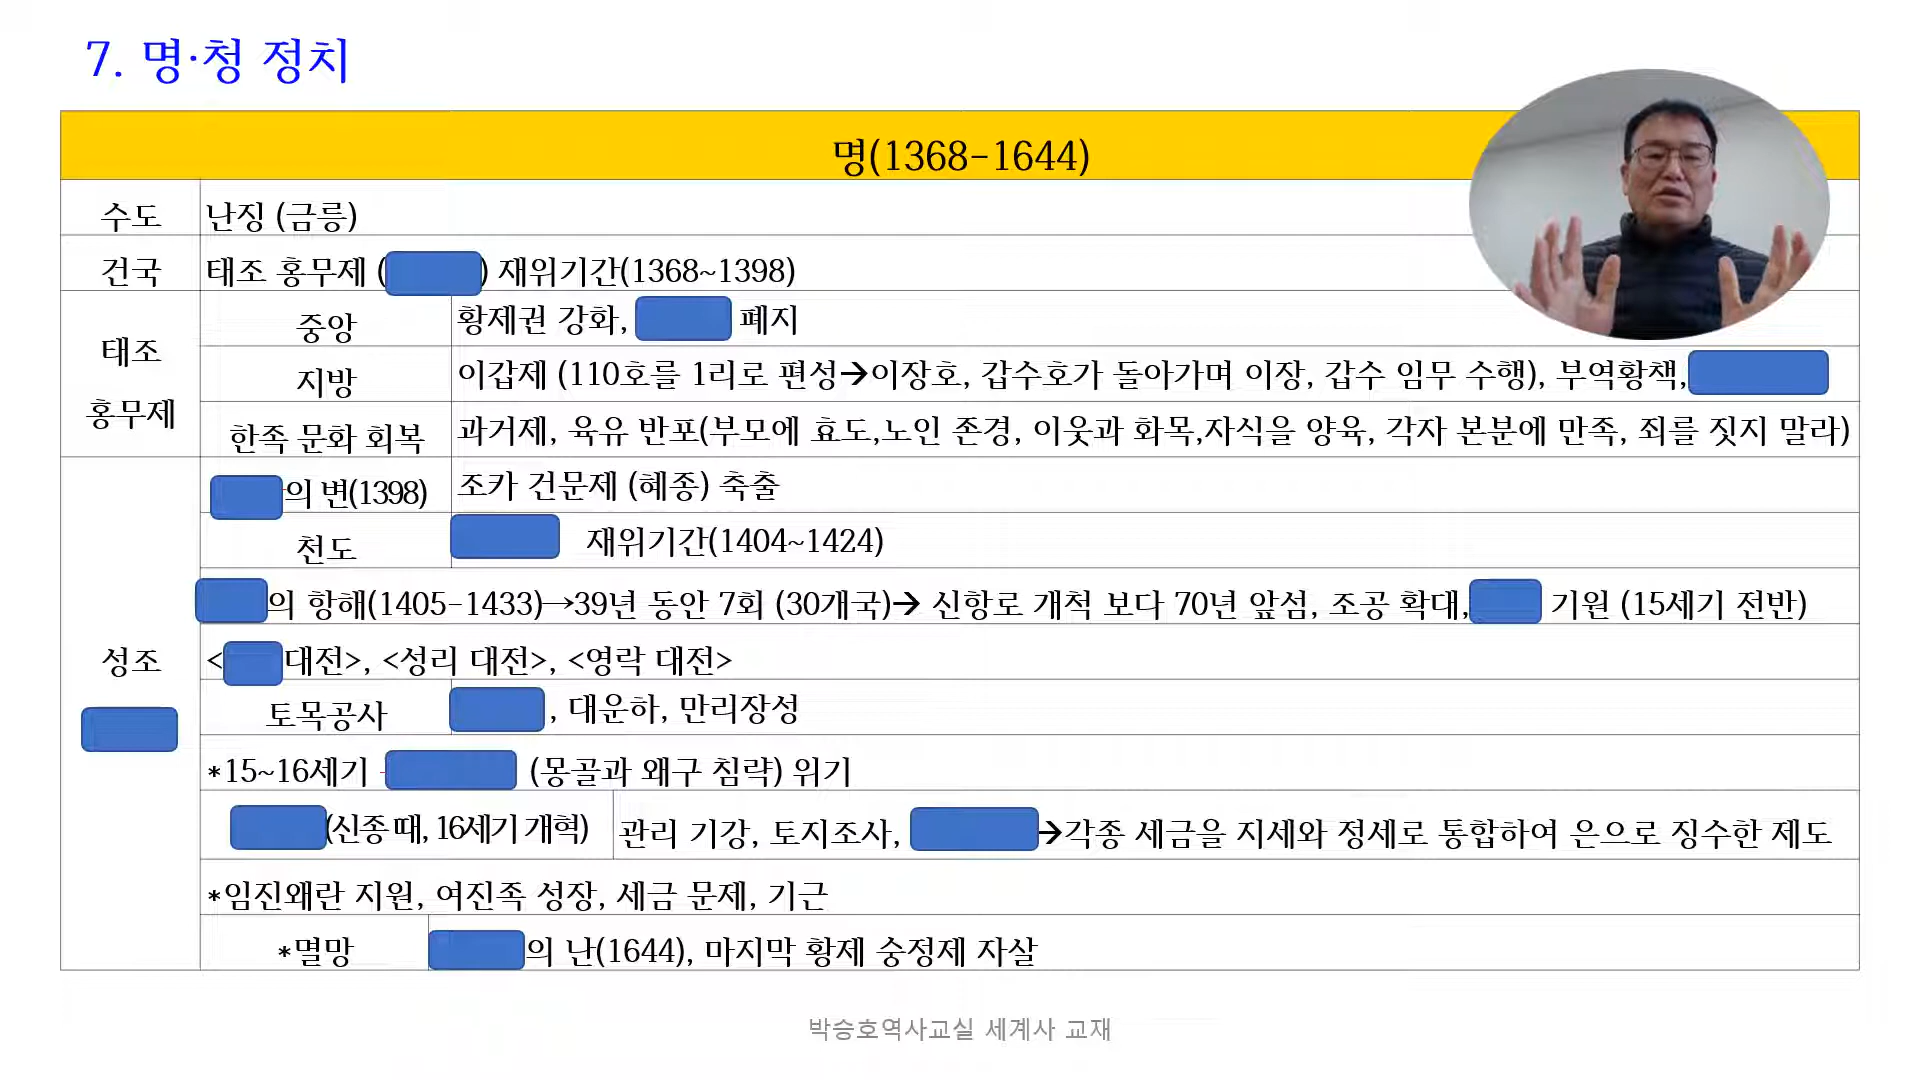 7. 명·청 정치
명(1368-1644)
수도 난징 (금릉)
건국 태조 홍무제 ( ) 재위기간(1368~1398)
태조
홍무제
중앙 황제권 강화, 폐지
지방 이갑제 (110호를 1리로 편성→이장호, 갑수호가 돌아가며 이장, 갑수 임무 수행), 부역황책,
한족 문화 회복 과거제, 육유 반포(부모에 효도,노인 존경, 이웃과 화목,자식을 양육, 각자 본분에 만족, 죄를 짓지 말라)
성조
의 변(1398) 조카 건문제 (혜종) 축출
천도 재위기간(1404~1424)
의 항해(1405-1433)→39년 동안 7회 (30개국)→ 신항로 개척 보다 70년 앞섬, 조공 확대, 기원 (15세기 전반)
< 대전>, <성리 대전>, <영락 대전>
토목공사 , 대운하, 만리장성
*15~16세기 (몽골과 왜구 침략) 위기
(신종 때, 16세기 개혁) 관리 기강, 토지조사, →각종 세금을 지세와 정세로 통합하여 은으로 징수한 제도
*임진왜란 지원, 여진족 성장, 세금 문제, 기근
*멸망 의 난(1644), 마지막 황제 숭정제 자살
박승호역사교실 세계사 교재